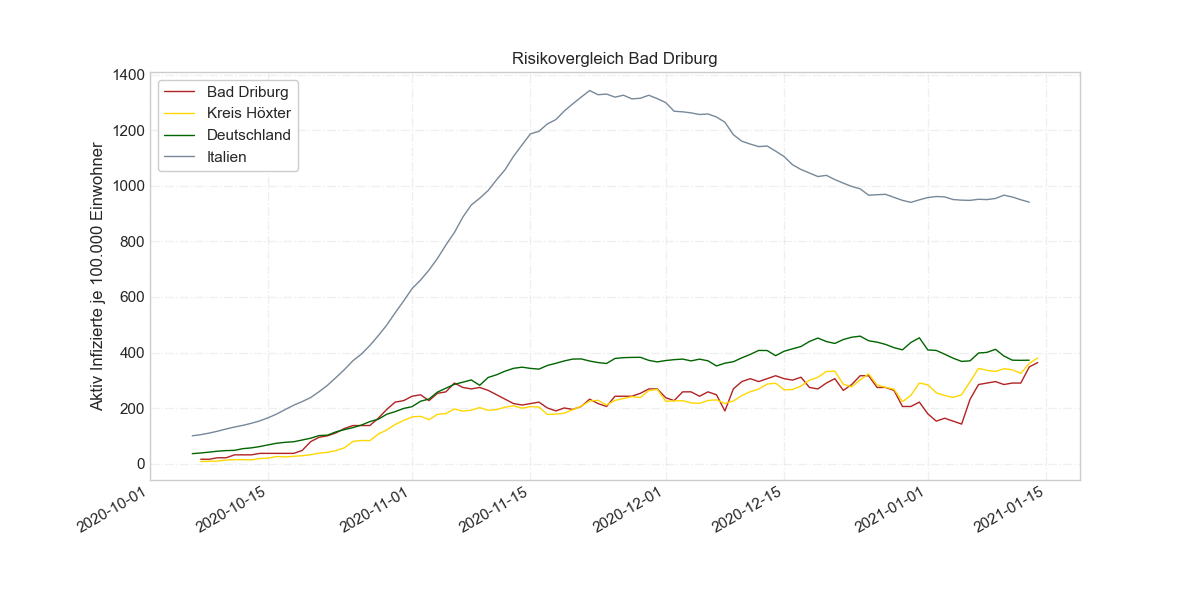 Risikovergleich Bad Driburg
Aktiv Infizierte je 100.000 Einwohner
1400
1200
1000
800
600
400
200
0
Bad Driburg
Kreis Höxter
Deutschland
Italien
2020-10-01
2020-10-15
2020-11-01
2020-11-15
2020-12-01
2020-12-15
2021-01-01
2021-01-15